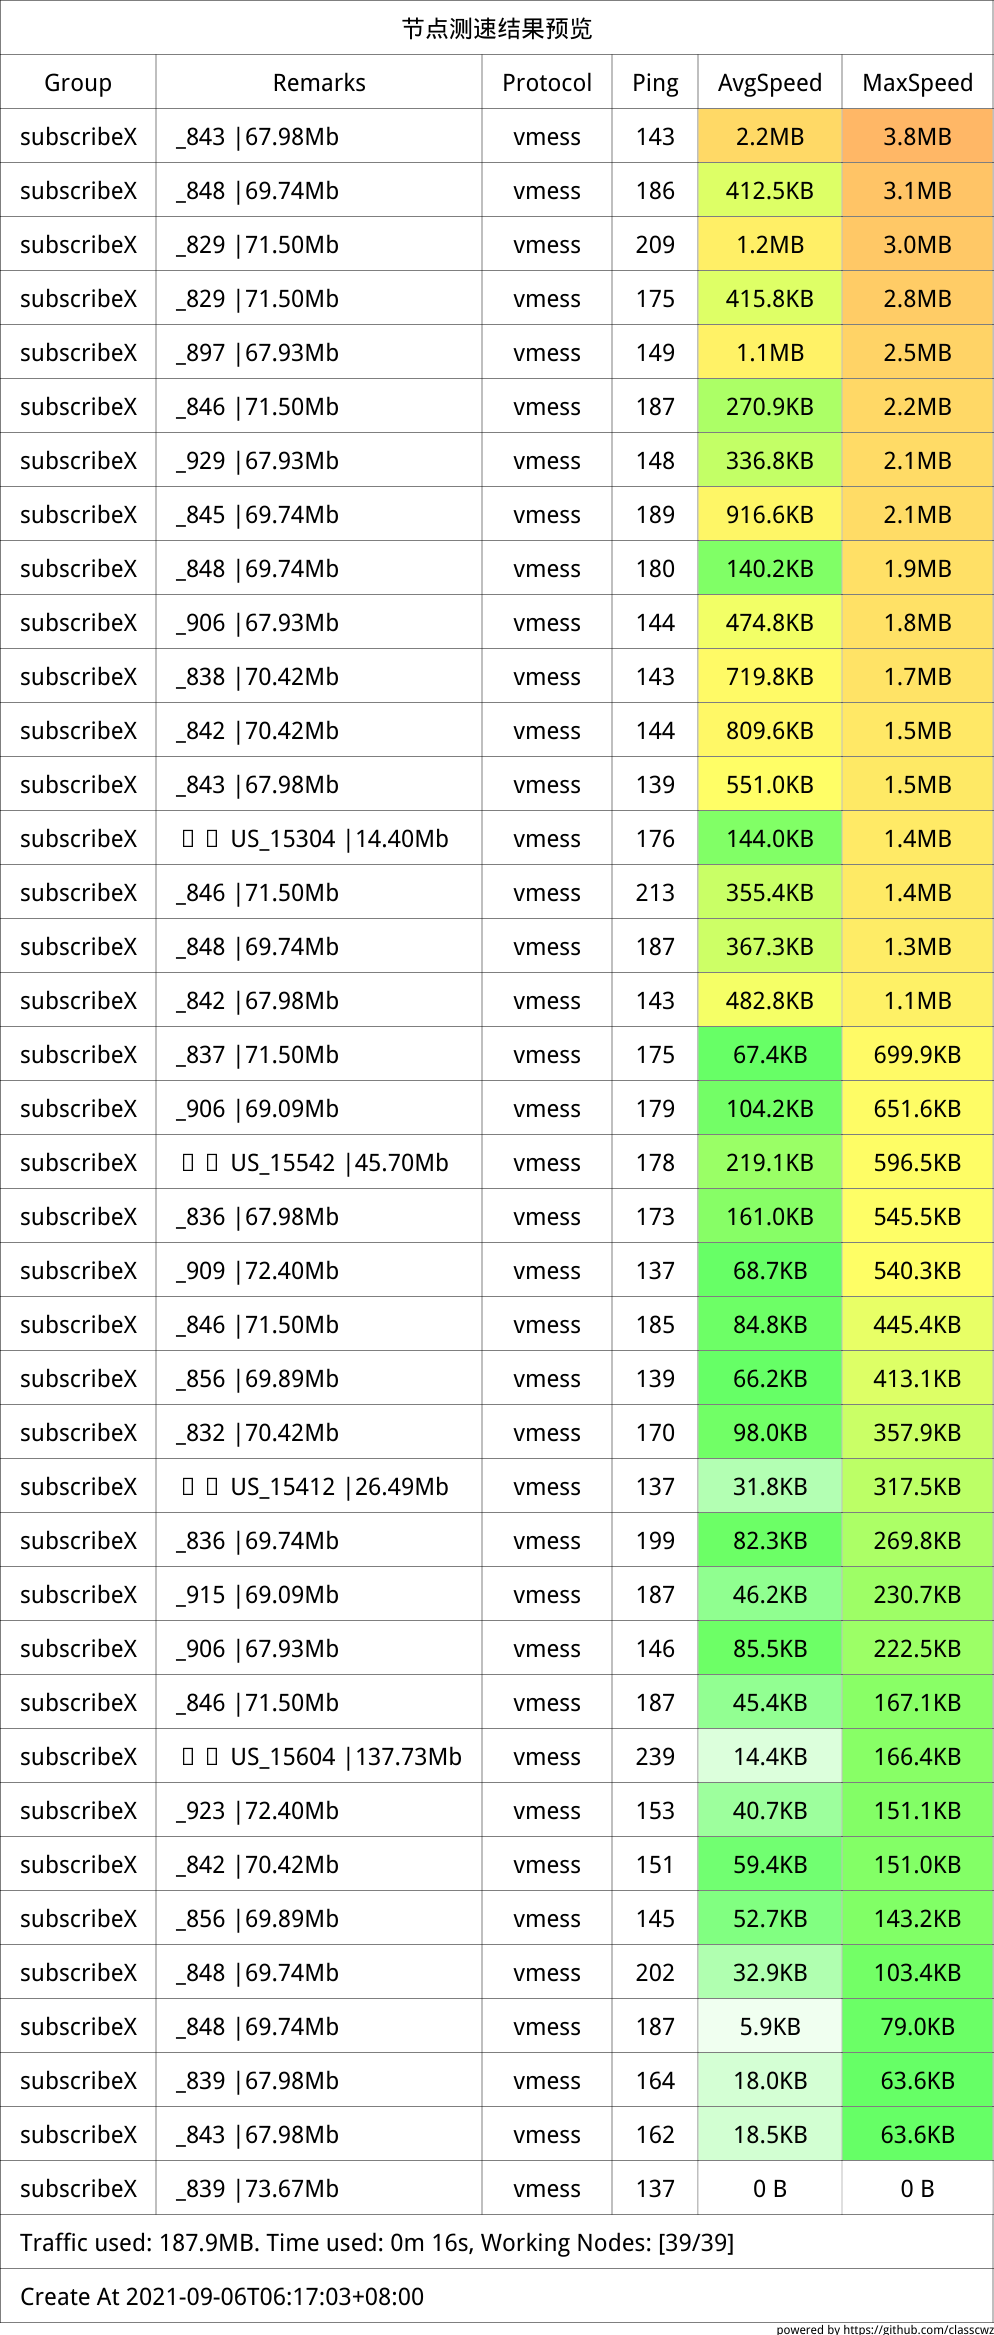 节点测速结果预览
Group Remarks Protocol Ping AvgSpeed MaxSpeed
subscribeX _843 |67.98Mb vmess 143 2.2MB 3.8MB
subscribeX _848 |69.74Mb vmess 186 412.5KB 3.1MB
subscribeX _829 |71.50Mb vmess 209 1.2MB 3.0MB
subscribeX _829 |71.50Mb vmess 175 415.8KB 2.8MB
subscribeX _897 |67.93Mb vmess 149 1.1MB 2.5MB
subscribeX _846 |71.50Mb vmess 187 270.9KB 2.2MB
subscribeX _929 |67.93Mb vmess 148 336.8KB 2.1MB
subscribeX _845 |69.74Mb vmess 189 916.6KB 2.1MB
subscribeX _848 |69.74Mb vmess 180 140.2KB 1.9MB
subscribeX _906 |67.93Mb vmess 144 474.8KB 1.8MB
subscribeX _838 |70.42Mb vmess 143 719.8KB 1.7MB
subscribeX _842 |70.42Mb vmess 144 809.6KB 1.5MB
subscribeX _843 |67.98Mb vmess 139 551.0KB 1.5MB
subscribeX US_15304 |14.40Mb vmess 176 144.0KB 1.4MB
subscribeX _846 |71.50Mb vmess 213 355.4KB 1.4MB
subscribeX _848 |69.74Mb vmess 187 367.3KB 1.3MB
subscribeX _842 |67.98Mb vmess 143 482.8KB 1.1MB
subscribeX _837 |71.50Mb vmess 175 67.4KB 699.9KB
subscribeX _906 |69.09Mb vmess 179 104.2KB 651.6KB
subscribeX US_15542 |45.70Mb vmess 178 219.1KB 596.5KB
subscribeX _836 |67.98Mb vmess 173 161.0KB 545.5KB
subscribeX _909 |72.40Mb vmess 137 68.7KB 540.3KB
subscribeX _846 |71.50Mb vmess 185 84.8KB 445.4KB
subscribeX _856 |69.89Mb vmess 139 66.2KB 413.1KB
subscribeX _832 |70.42Mb vmess 170 98.0KB 357.9KB
subscribeX US_15412 |26.49Mb vmess 137 31.8KB 317.5KB
subscribeX _836 |69.74Mb vmess 199 82.3KB 269.8KB
subscribeX _915 |69.09Mb vmess 187 46.2KB 230.7KB
subscribeX _906 |67.93Mb vmess 146 85.5KB 222.5KB
subscribeX _846 |71.50Mb vmess 187 45.4KB 167.1KB
subscribeX US_15604 |137.73Mb vmess 239 14.4KB 166.4KB
subscribeX _923 |72.40Mb vmess 153 40.7KB 151.1KB
subscribeX _842 |70.42Mb vmess 151 59.4KB 151.0KB
subscribeX _856 |69.89Mb vmess 145 52.7KB 143.2KB
subscribeX _848 |69.74Mb vmess 202 32.9KB 103.4KB
subscribeX _848 |69.74Mb vmess 187 5.9KB 79.0KB
subscribeX _839 |67.98Mb vmess 164 18.0KB 63.6KB
subscribeX _843 |67.98Mb vmess 162 18.5KB 63.6KB
subscribeX _839 |73.67Mb vmess 137 0 B 0 B
Traffic used: 187.9MB. Time used: 0m 16s, Working Nodes: [39/39]
Create At 2021-09-06T06:17:03+08:00
powered by https://github.com/classcwz